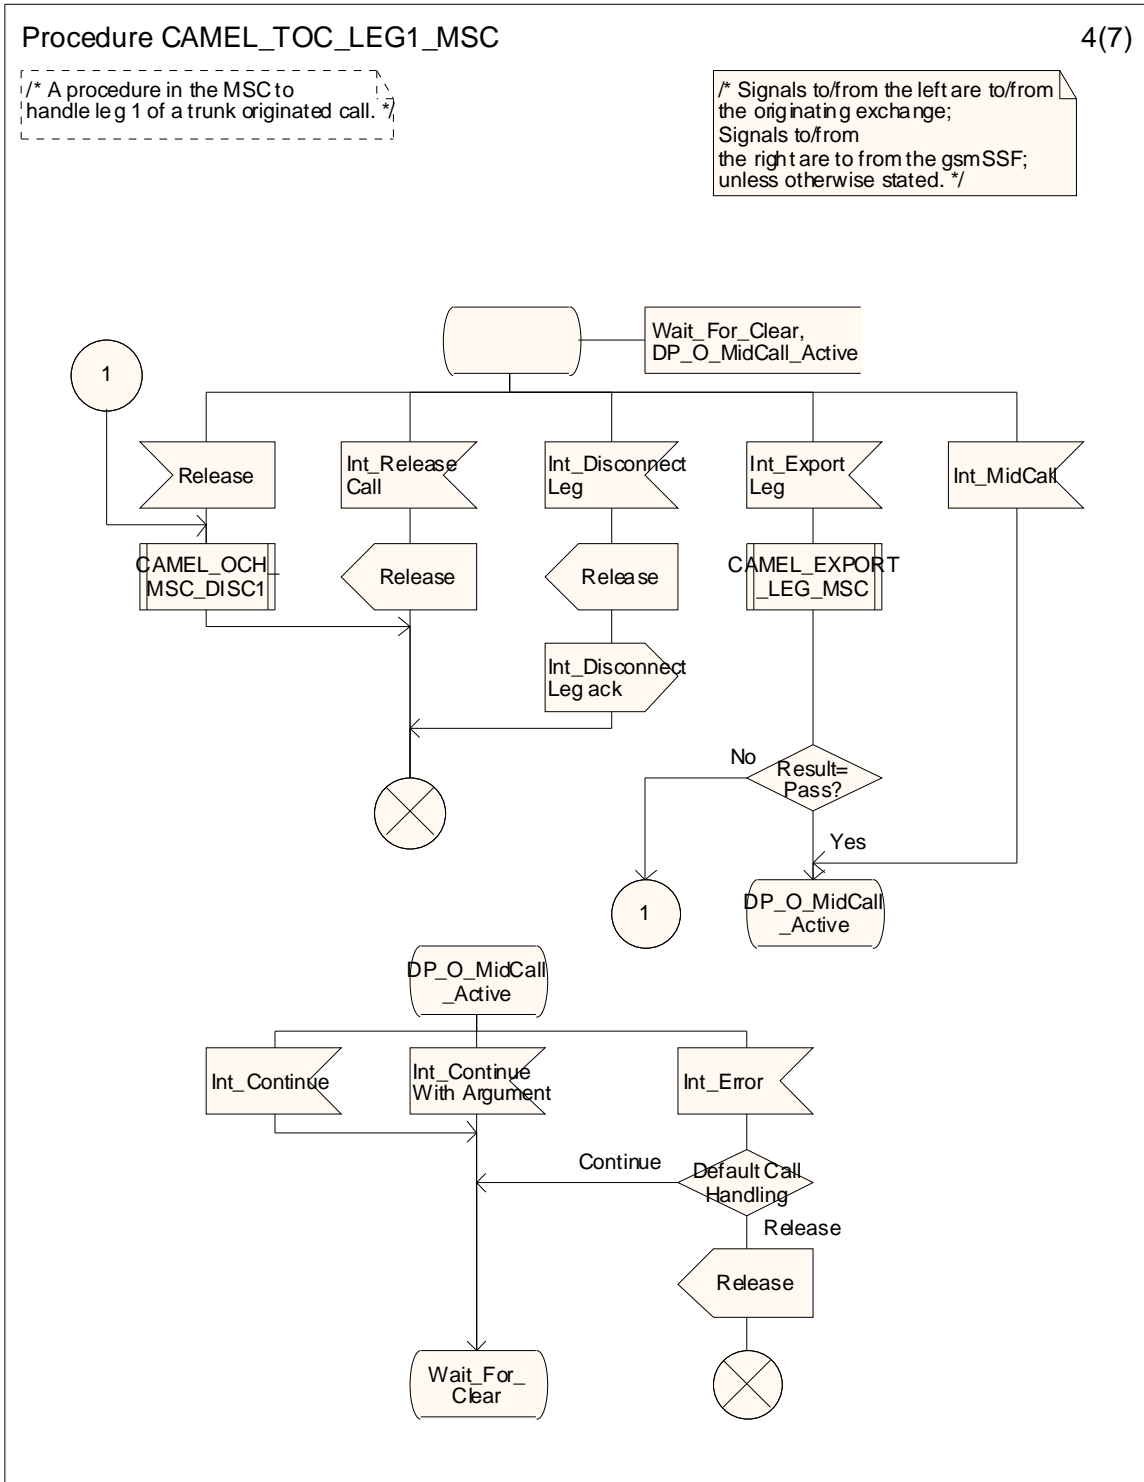 Procedure CAMEL_TOC_LEG1_MSC
4(7)
/* A procedure in the MSC to
handle leg 1 of a trunk originated call. */
/* Signals to/from the left are to/from
the originating exchange;
Signals to/from
the right are to from the gsmSSF;
unless otherwise stated. */
Wait_For_Clear,
DP_O_MidCall_Active
1
Release
Int_Release
Call
Int_Disconnect
Leg
Int_Export
Leg
Int_MidCall
CAMEL_OCH_
MSC_DISC1
Release
Release
CAMEL_EXPORT
_LEG_MSC
Int_Disconnect
Leg ack
No
Result=
Pass?
Yes
1
DP_O_MidCall
_Active
DP_O_MidCall
_Active
Int_Continue
Int_Continue
With Argument
Int_Error
Continue
Default Call
Handling
Release
Release
Wait_For_
Clear